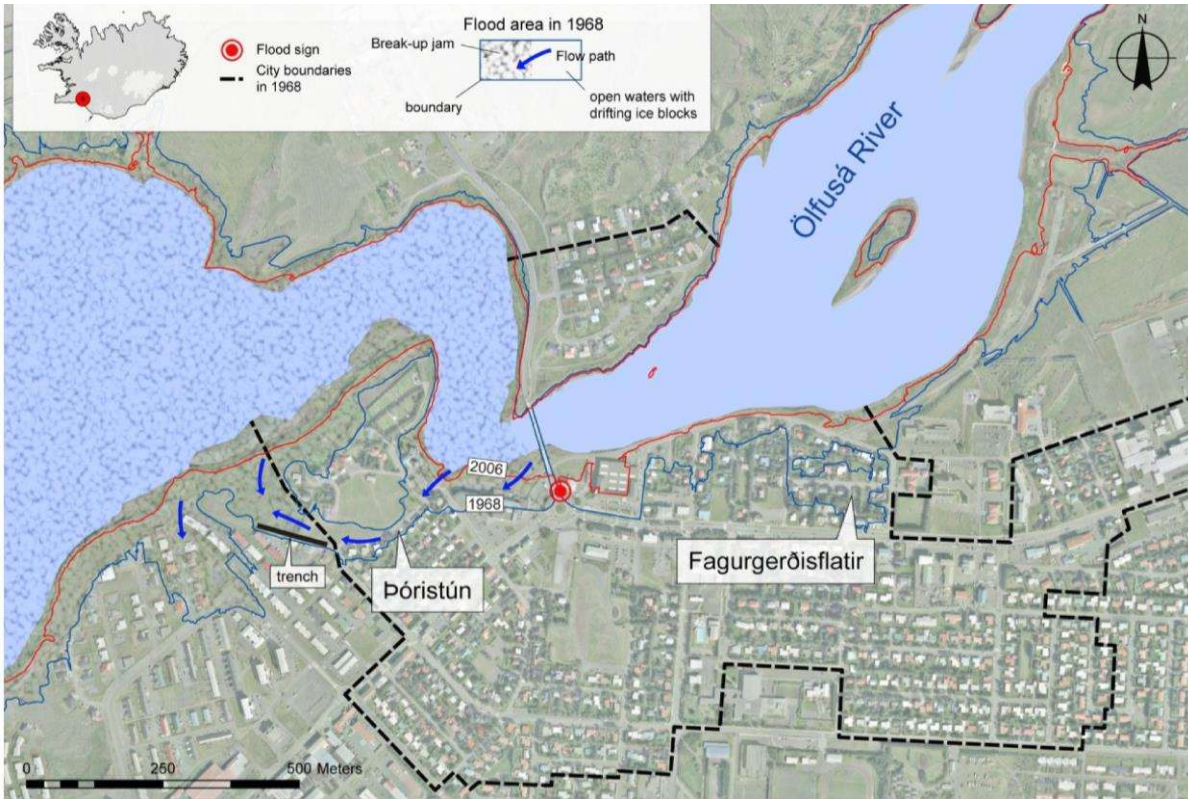 Flood area in 1968
Flood sign
City boundaries
in 1968
Break-up jam
Flow path
boundary
open waters with
drifting ice blocks
N
Ölfusá River
2006
1968
trench
Þóristún
Fagurgerðisflatir
0 250 500 Meters